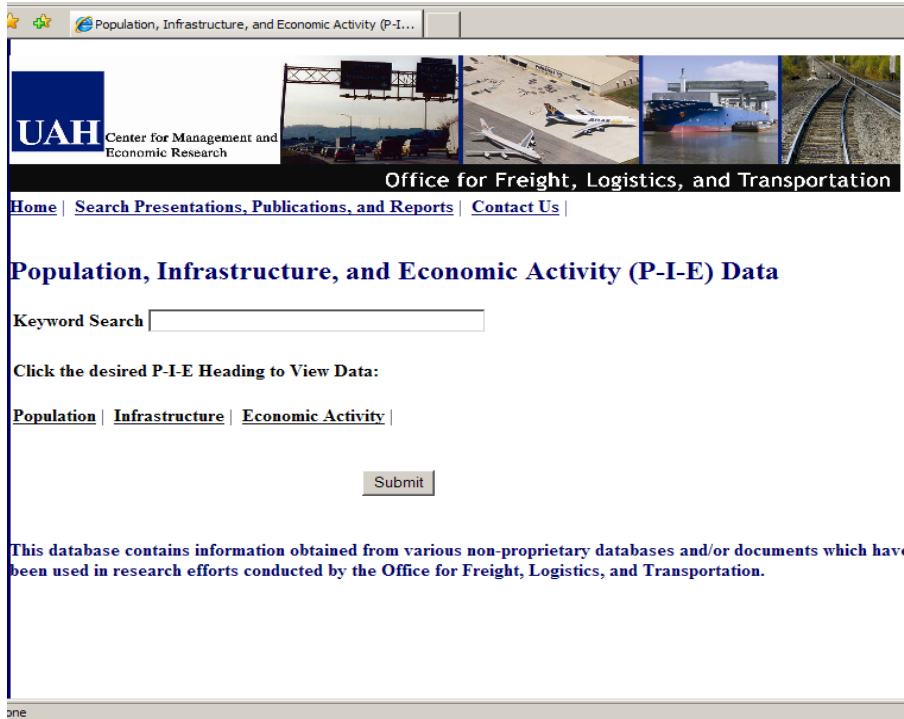 Population, Infrastructure, and Economic Activity (P-I...
UAH
Center for Management and
Economic Research
Office for Freight, Logistics, and Transportation
Home | Search Presentations, Publications, and Reports | Contact Us |
Population, Infrastructure, and Economic Activity (P-I-E) Data
Keyword Search
Click the desired P-I-E Heading to View Data:
Population | Infrastructure | Economic Activity |
Submit
This database contains information obtained from various non-proprietary databases and/or documents which have
been used in research efforts conducted by the Office for Freight, Logistics, and Transportation.
one